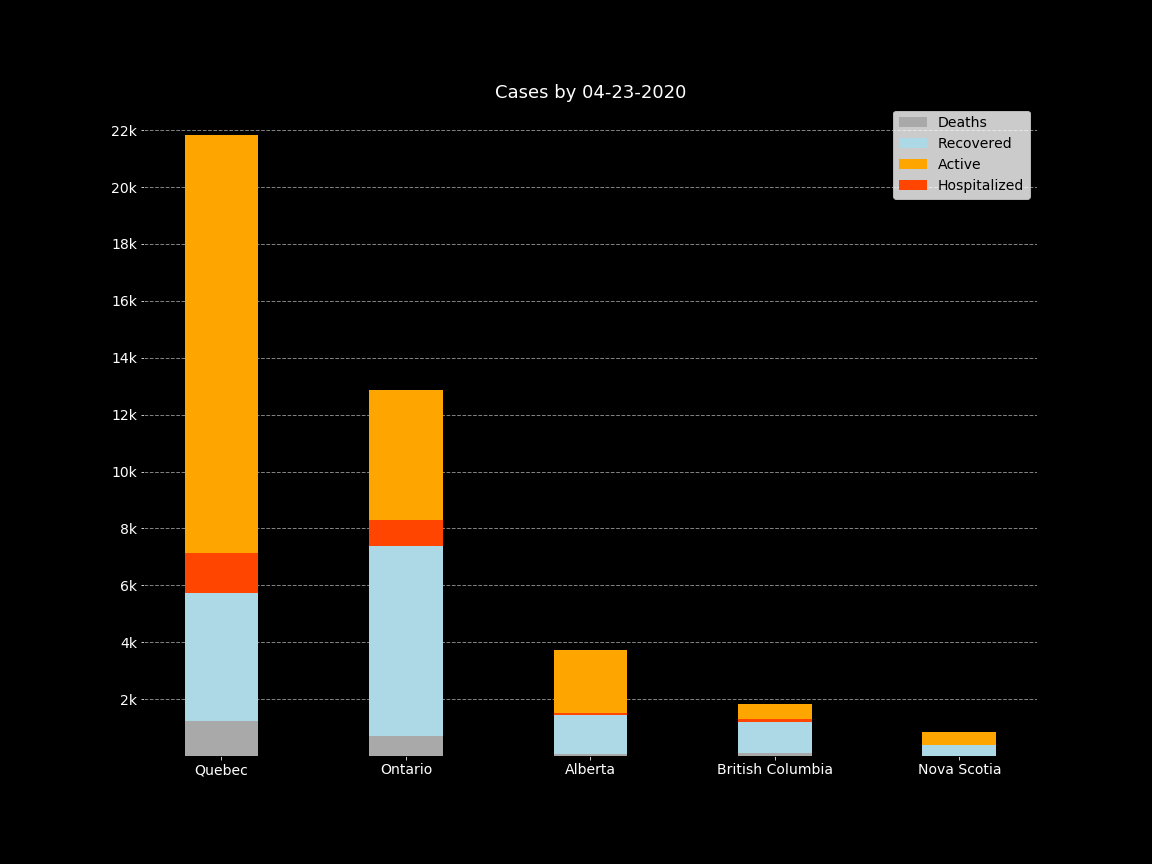 Cases by 04-23-2020
Deaths
Recovered
Active
Hospitalized
22k
20k
18k
16k
14k
12k
10k
8k
6k
4k
2k
Quebec
Ontario
Alberta
British Columbia
Nova Scotia